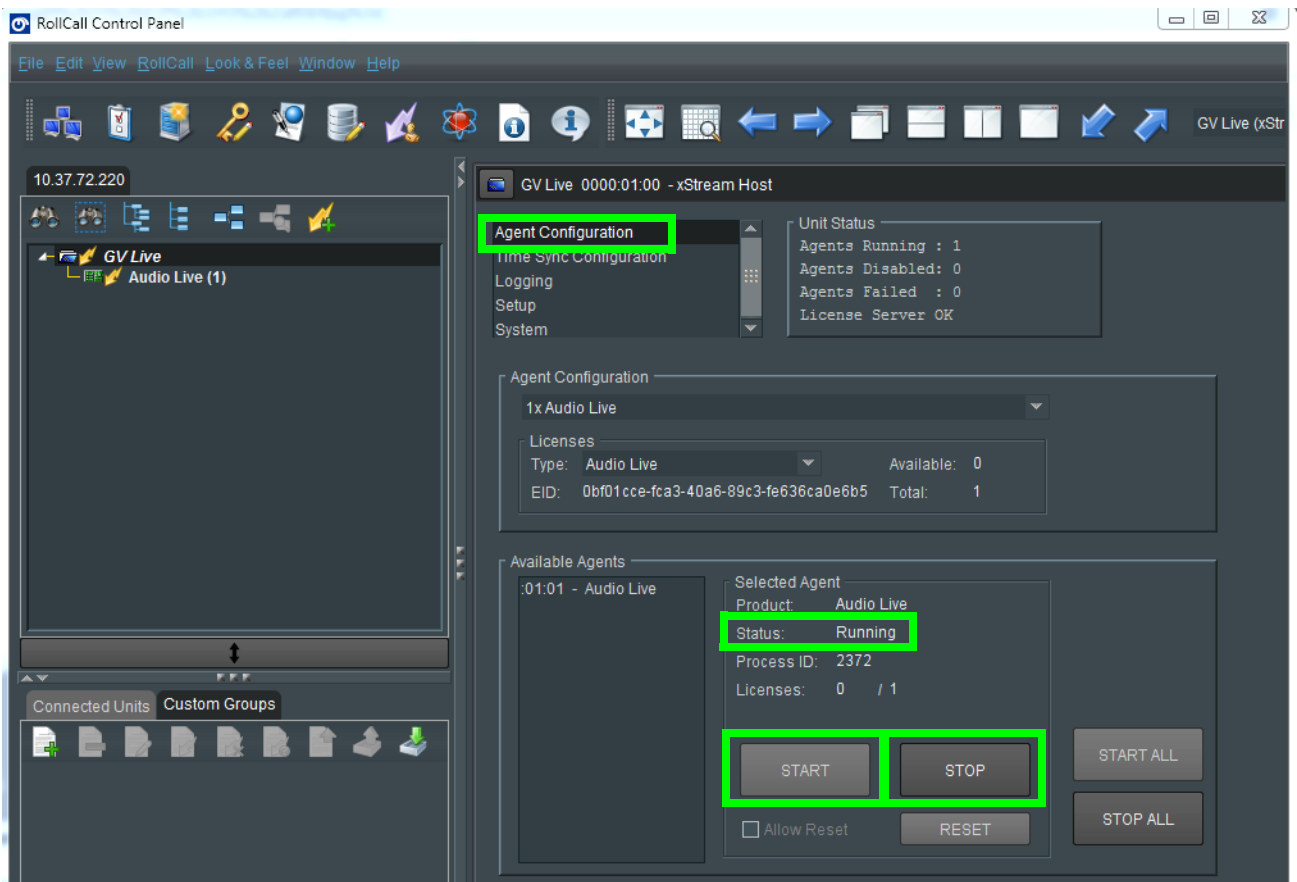 RollCall Control Panel
File Edit View RollCall Look & Feel Window Help
GV Live (xStr
10.37.72.220
GV Live
Audio Live (1)
Connected Units Custom Groups
GV Live 0000:01:00 - xStream Host
Agent Configuration
Time Sync Configuration
Logging
Setup
System
Unit Status
Agents Running : 1
Agents Disabled: 0
Agents Failed : 0
License Server OK
Agent Configuration
1x Audio Live
Licenses
Type: Audio Live Available: 0
EID: 0bf01cce-fca3-40a6-89c3-fe636ca0e6b5 Total: 1
Available Agents
:01:01 - Audio Live
Selected Agent
Product: Audio Live
Status: Running
Process ID: 2372
Licenses: 0 / 1
START STOP
Allow Reset RESET
START ALL
STOP ALL